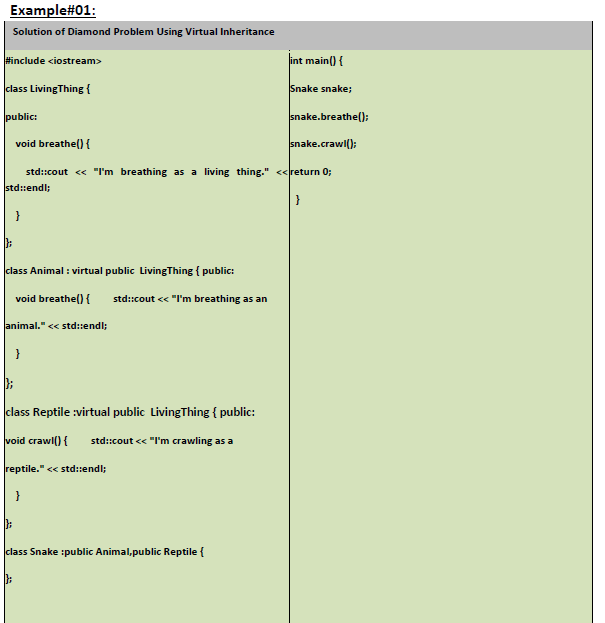 Example#01:
Solution of Diamond Problem Using Virtual Inheritance
#include <iostream>
class LivingThing {
public:
void breathe() {
std::cout << "I'm breathing as a living thing." <<
std::endl;
}
};
class Animal : virtual public LivingThing { public:
void breathe() { std::cout << "I'm breathing as an
animal." << std::endl;
}
};
class Reptile :virtual public LivingThing { public:
void crawl() { std::cout << "I'm crawling as a
reptile." << std::endl;
}
};
class Snake :public Animal,public Reptile {
};
int main() {
Snake snake;
snake.breathe();
snake.crawl();
return 0;
}